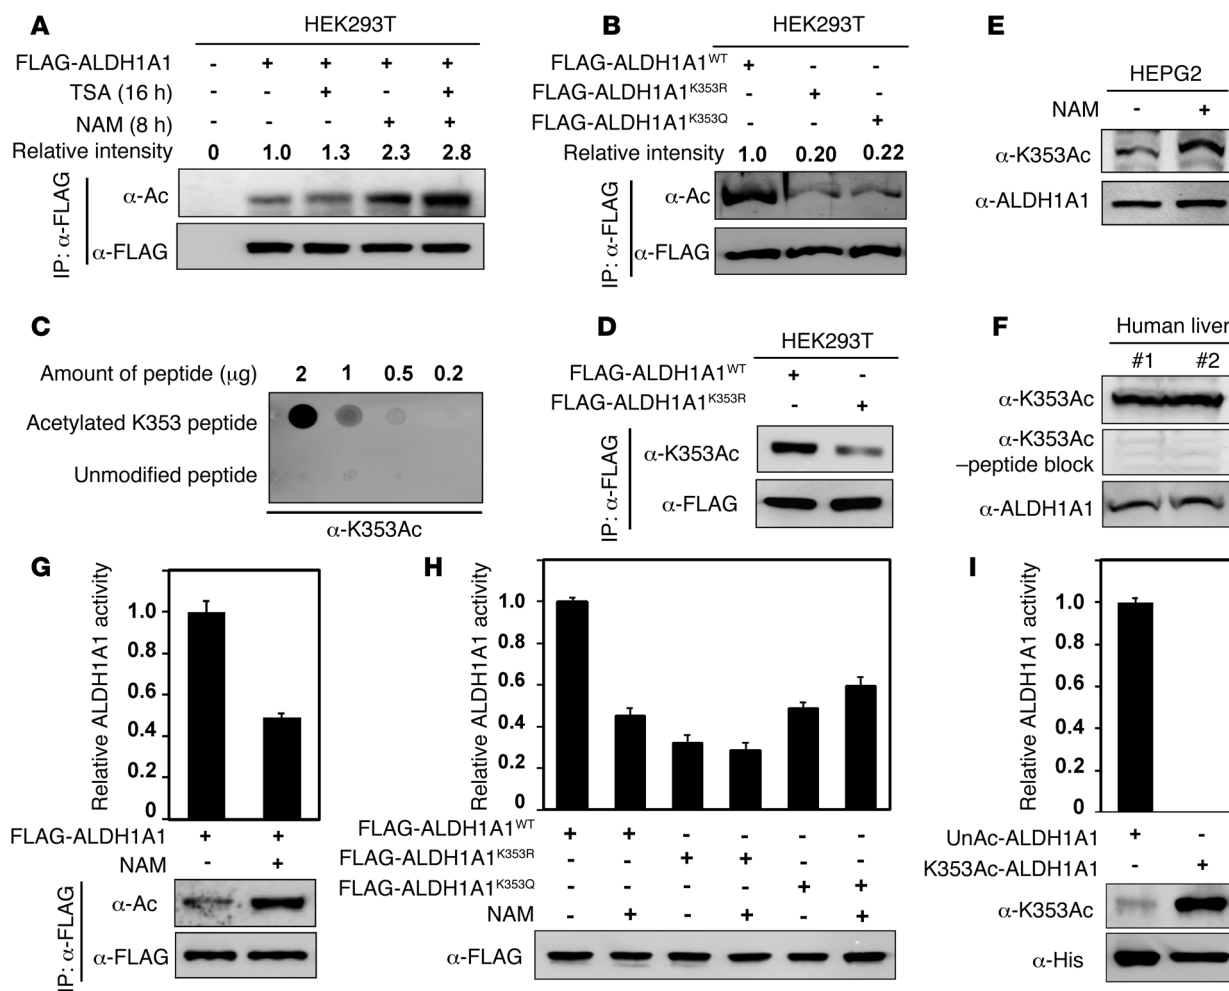 A
HEK293T
FLAG-ALDH1A1 - + + + +
TSA (16 h) - - + - +
NAM (8 h) - - - + +
Relative intensity 0 1.0 1.3 2.3 2.8
IP: α-FLAG
α-Ac
α-FLAG
B
HEK293T
FLAG-ALDH1A1WT + - -
FLAG-ALDH1A1K353R - + -
FLAG-ALDH1A1K353Q - - +
Relative intensity 1.0 0.20 0.22
IP: α-FLAG
α-Ac
α-FLAG
E
HEPG2
NAM - +
α-K353Ac
α-ALDH1A1
C
Amount of peptide (μg) 2 1 0.5 0.2
Acetylated K353 peptide
Unmodified peptide
α-K353Ac
D
HEK293T
FLAG-ALDH1A1WT + -
FLAG-ALDH1A1K353R - +
IP: α-FLAG
α-K353Ac
α-FLAG
F
Human liver
#1 #2
α-K353Ac
α-K353Ac
–peptide block
α-ALDH1A1
G
Relative ALDH1A1 activity
1.0
0.8
0.6
0.4
0.2
0
FLAG-ALDH1A1 + +
NAM - +
IP: α-FLAG
α-Ac
α-FLAG
H
Relative ALDH1A1 activity
1.0
0.8
0.6
0.4
0.2
0
FLAG-ALDH1A1WT + + - - - -
FLAG-ALDH1A1K353R - - + + - -
FLAG-ALDH1A1K353Q - - - - + +
NAM - + - + - +
α-FLAG
I
Relative ALDH1A1 activity
1.0
0.8
0.6
0.4
0.2
0
UnAc-ALDH1A1 + -
K353Ac-ALDH1A1 - +
α-K353Ac
α-His